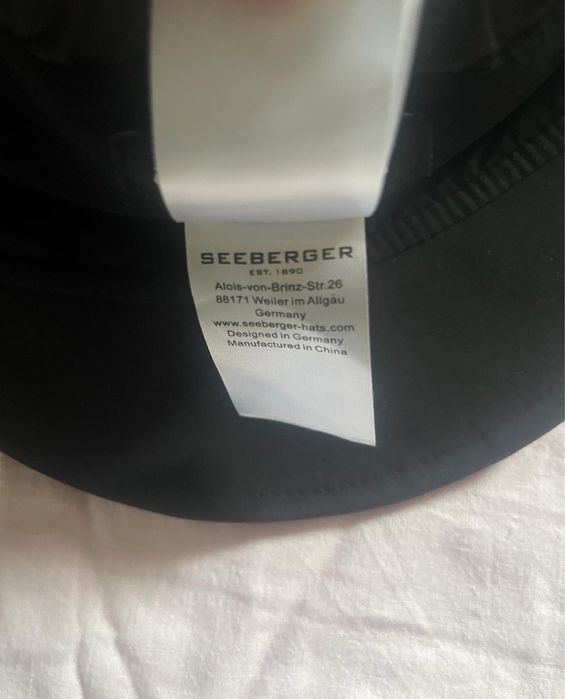 SEEBERGER
EST. 1890
Alois-von-Brinz-Str.26
88171 Weiler im Allgäu
Germany
www.seeberger-hats.com
Designed in Germany
Manufactured in China